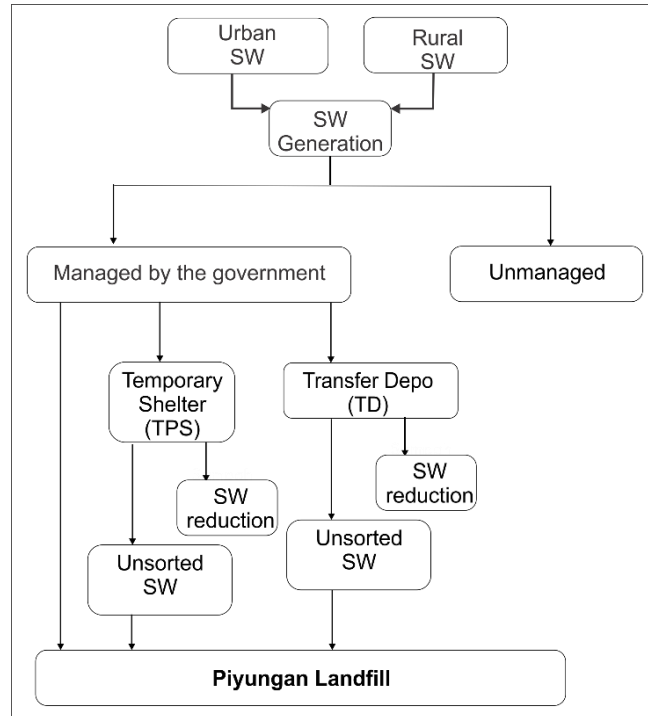 Urban
SW
Rural
SW
SW
Generation
Managed by the government
Unmanaged
Temporary
Shelter
(TPS)
Transfer Depo
(TD)
SW
reduction
SW
reduction
Unsorted
SW
Unsorted
SW
Piyungan Landfill